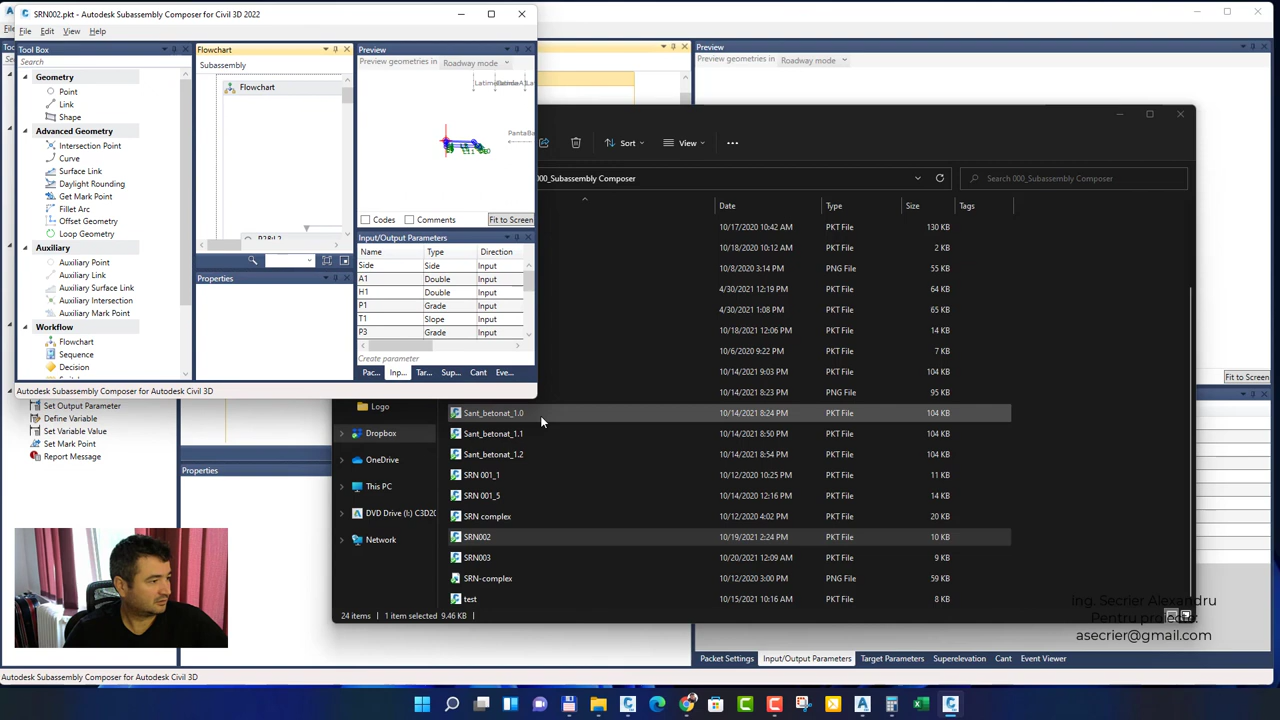 SRN002.pkt - Autodesk Subassembly Composer for Civil 3D 2022
File Edit View Help
Tool Box
Search
Geometry
Point
Link
Shape
Advanced Geometry
Intersection Point
Curve
Surface Link
Daylight Rounding
Get Mark Point
Fillet Arc
Offset Geometry
Loop Geometry
Auxiliary
Auxiliary Point
Auxiliary Link
Auxiliary Surface Link
Auxiliary Intersection
Auxiliary Mark Point
Workflow
Flowchart
Sequence
Decision
Flowchart
Subassembly
Flowchart
Properties
Preview
Preview geometries in Roadway mode
PantaBa
Codes Comments Fit to Screen
Input/Output Parameters
Name Type Direction
Side Side Input
A1 Double Input
H1 Double Input
P1 Grade Input
T1 Slope Input
P3 Grade Input
Create parameter
Pac... Inp... Tar... Sup... Cant Eve...
Autodesk Subassembly Composer for Autodesk Civil 3D
Set Output Parameter
Define Variable
Set Variable Value
Set Mark Point
Report Message
Properties
Preview
Preview geometries in Roadway mode
Fit to Screen
Sort View
000_Subassembly Composer
Search 000_Subassembly Composer
Date Type Size Tags
10/17/2020 10:42 AM PKT File 130 KB
10/18/2020 10:12 AM PKT File 2 KB
10/8/2020 3:14 PM PNG File 55 KB
4/30/2021 12:19 PM PKT File 64 KB
4/30/2021 1:08 PM PKT File 40 KB
10/18/2021 12:06 PM PKT File 14 KB
10/6/2020 9:22 PM PKT File 7 KB
10/14/2021 9:03 PM PKT File 104 KB
10/14/2021 8:23 PM PNG File 95 KB
Sant_betonat_1.0 10/14/2021 8:24 PM PKT File 104 KB
Sant_betonat_1.1 10/14/2021 8:50 PM PKT File 104 KB
Sant_betonat_1.2 10/14/2021 8:54 PM PKT File 104 KB
SRN 001_1 10/12/2020 10:25 PM PKT File 11 KB
SRN 001_5 10/14/2020 12:16 PM PKT File 14 KB
SRN complex 10/12/2020 4:02 PM PKT File 20 KB
SRN002 10/19/2021 2:24 PM PKT File 10 KB
SRN003 10/20/2021 12:09 AM PKT File 9 KB
SRN-complex 10/12/2020 3:00 PM PNG File 59 KB
test 10/15/2021 10:16 AM PKT File 8 KB
Logo
Dropbox
OneDrive
This PC
DVD Drive (I:) C3D20
Network
24 items 1 item selected 9.46 KB
ing. Secrier Alexandru
asecrier@gmail.com
Packet Settings Input/Output Parameters Target Parameters Superelevation Cant Event Viewer
Autodesk Subassembly Composer for Autodesk Civil 3D